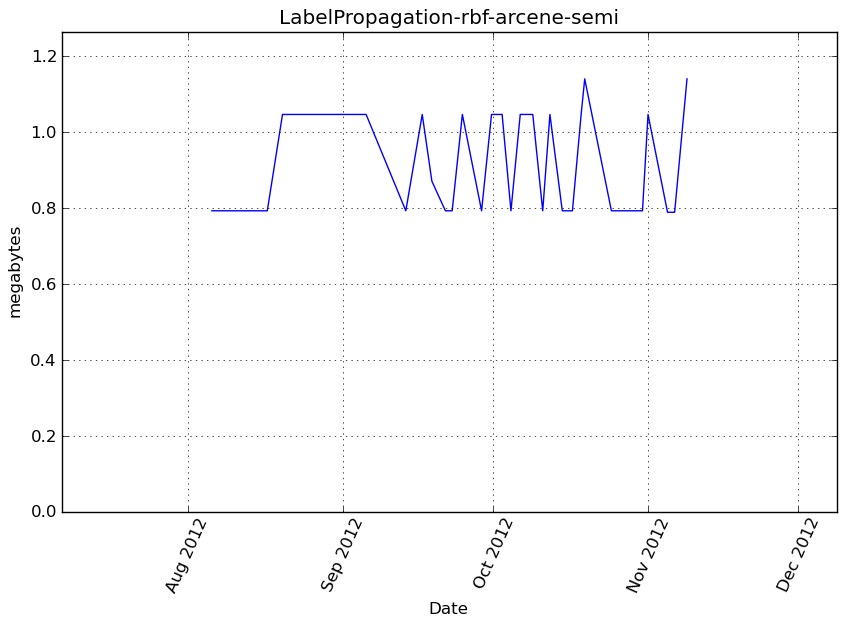 LabelPropagation-rbf-arcene-semi
1.2
1.0
0.8
0.6
0.4
0.2
0.0
megabytes
Aug 2012
Sep 2012
Oct 2012
Nov 2012
Dec 2012
Date